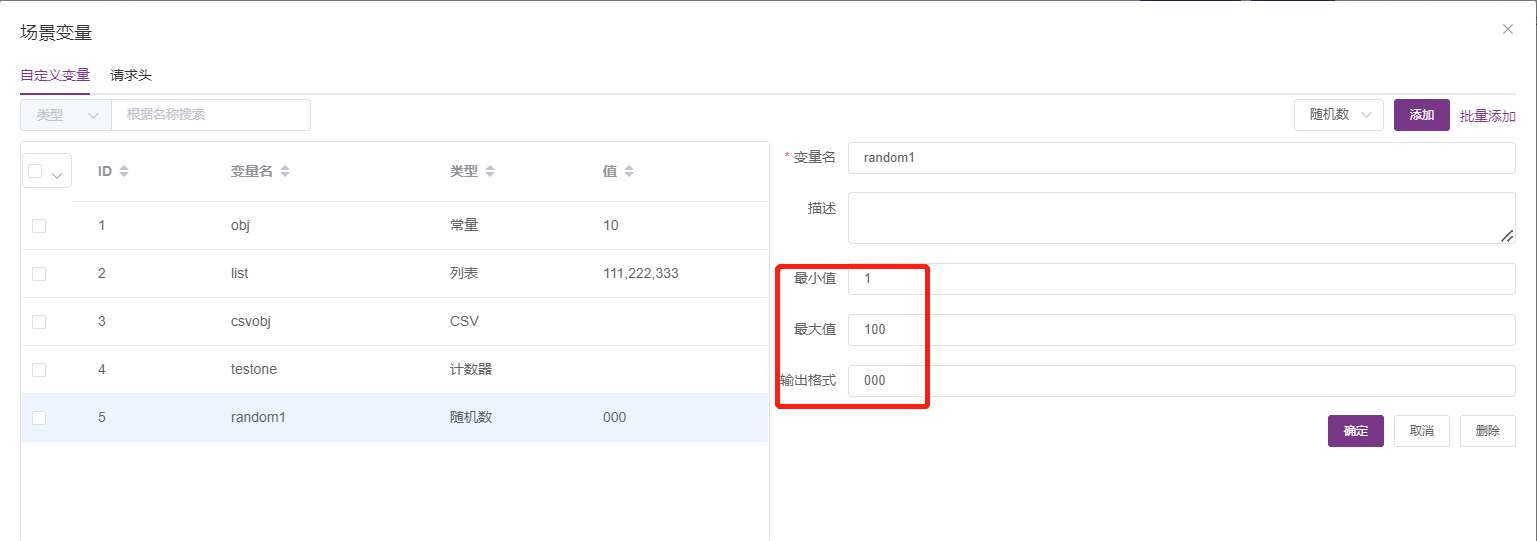 场景变量
自定义变量 请求头
类型 根据名称搜索 随机数 添加 批量添加
ID 变量名 类型 值
1 obj 常量 10
2 list 列表 111,222,333
3 csvobj CSV
4 testone 计数器
5 random1 随机数 000
* 变量名 random1
描述
最小值 1
最大值 100
输出格式 000
确定 取消 删除